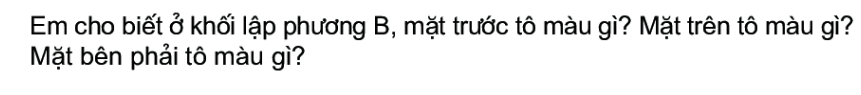 Em cho biết ở khối lập phương B, mặt trước tô màu gì? Mặt trên tô màu gì?
Mặt bên phải tô màu gì?